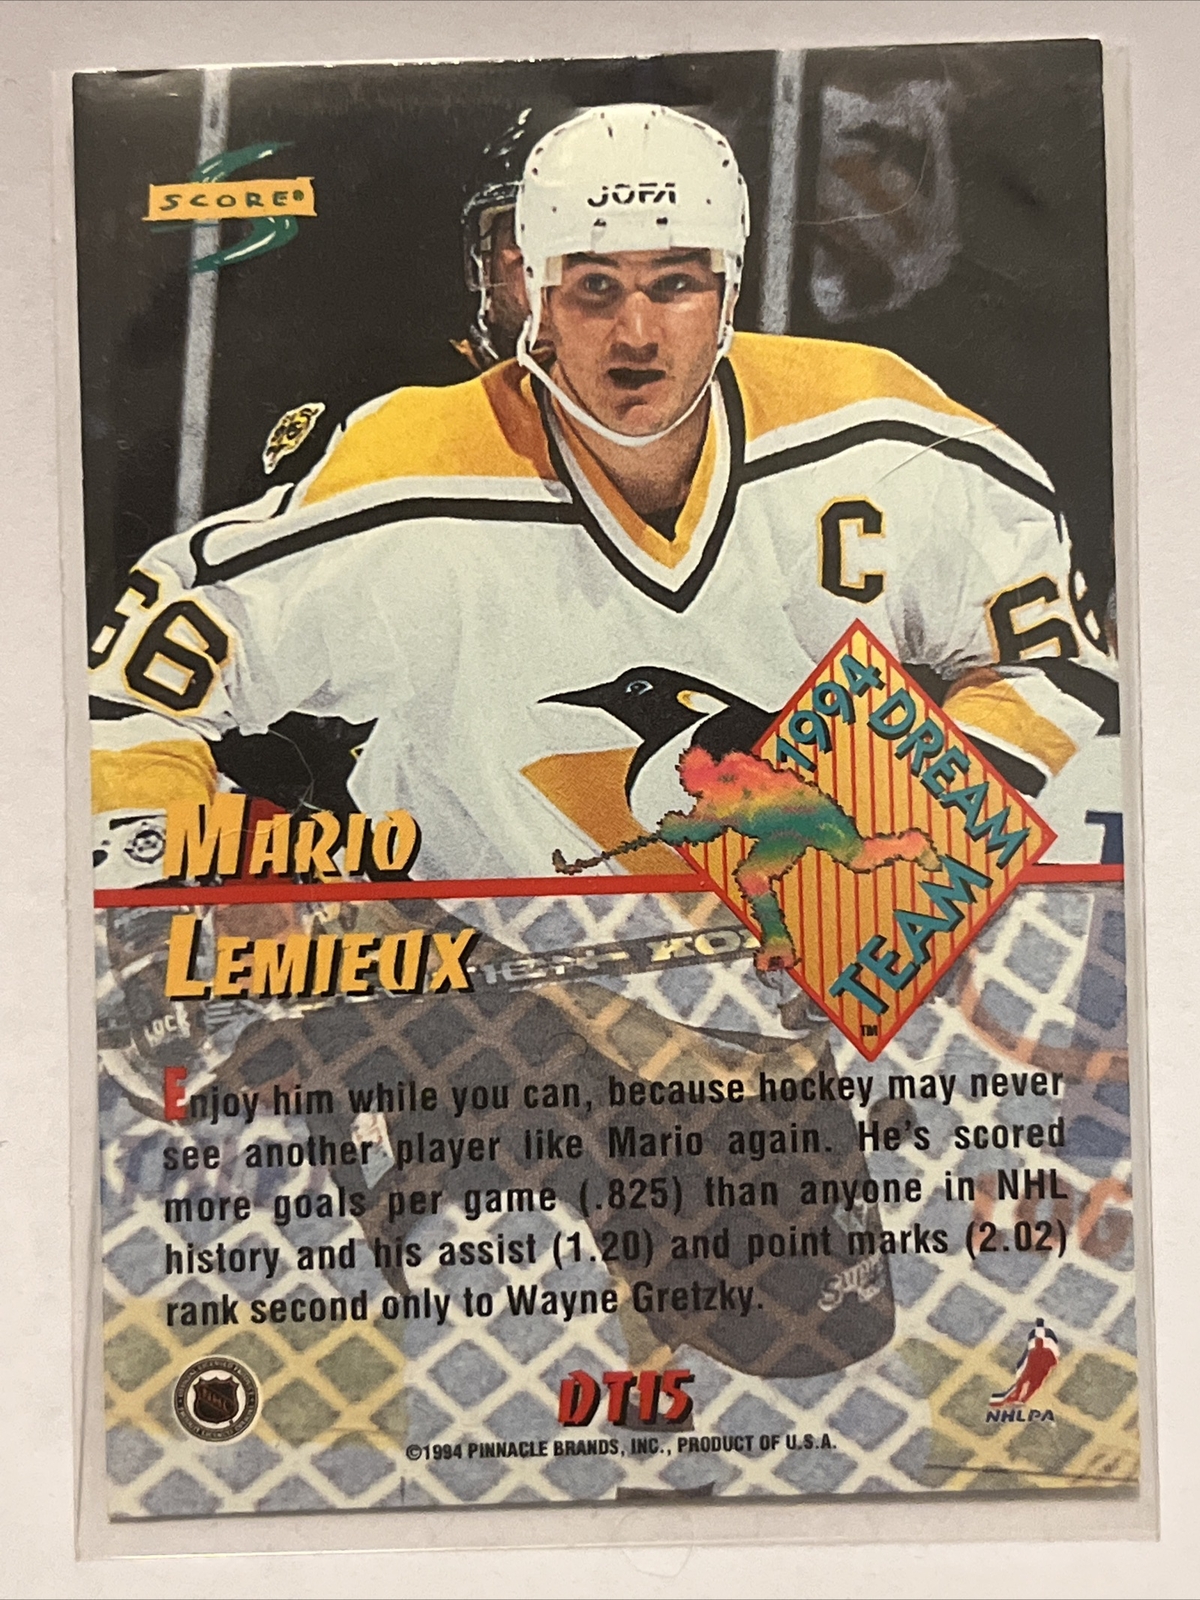 SCORE®
JOFA
C
66
66
1994 DREAM
TEAM
TM
MARIO
LEMIEUX
KOH
LOCK
Enjoy him while you can, because hockey may never
see another player like Mario again. He's scored
more goals per game (.825) than anyone in NHL
history and his assist (1.20) and point marks (2.02)
rank second only to Wayne Gretzky.
DT15
NHLPA
©1994 PINNACLE BRANDS, INC., PRODUCT OF U.S.A.